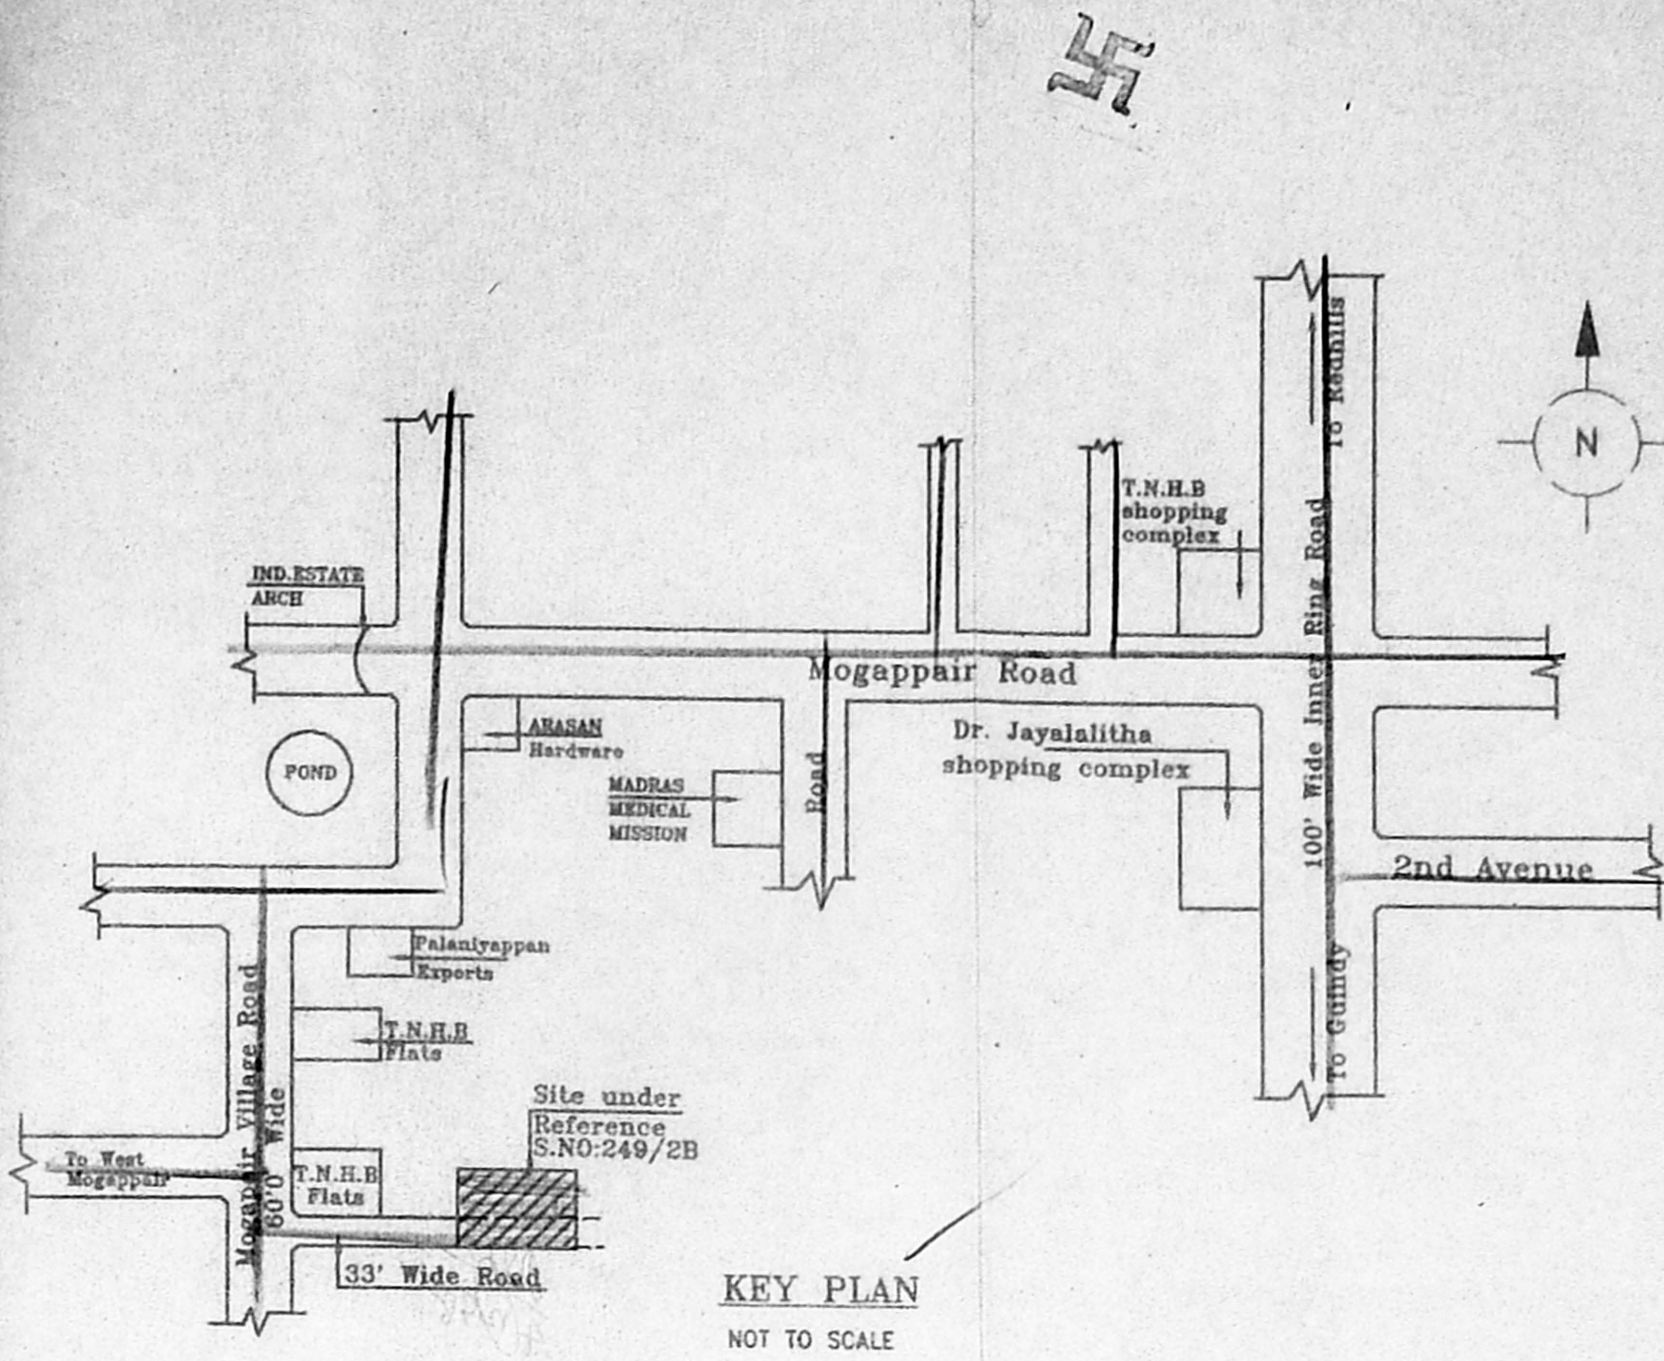 To Redhills
N
T.N.H.B
shopping
complex
IND.ESTATE
ARCH
100' Wide Inner Ring Road
Mogappair Road
ARASAN
Hardware
Dr. Jayalalitha
shopping complex
POND
MADRAS
MEDICAL
MISSION
Road
2nd Avenue
Palaniyappan
Exports
To Guindy
Mogappair Village Road
60'0" Wide
T.N.H.B
Flats
Site under
Reference
S.NO:249/2B
To West
Mogappair
T.N.H.B
Flats
33' Wide Road
KEY PLAN
NOT TO SCALE